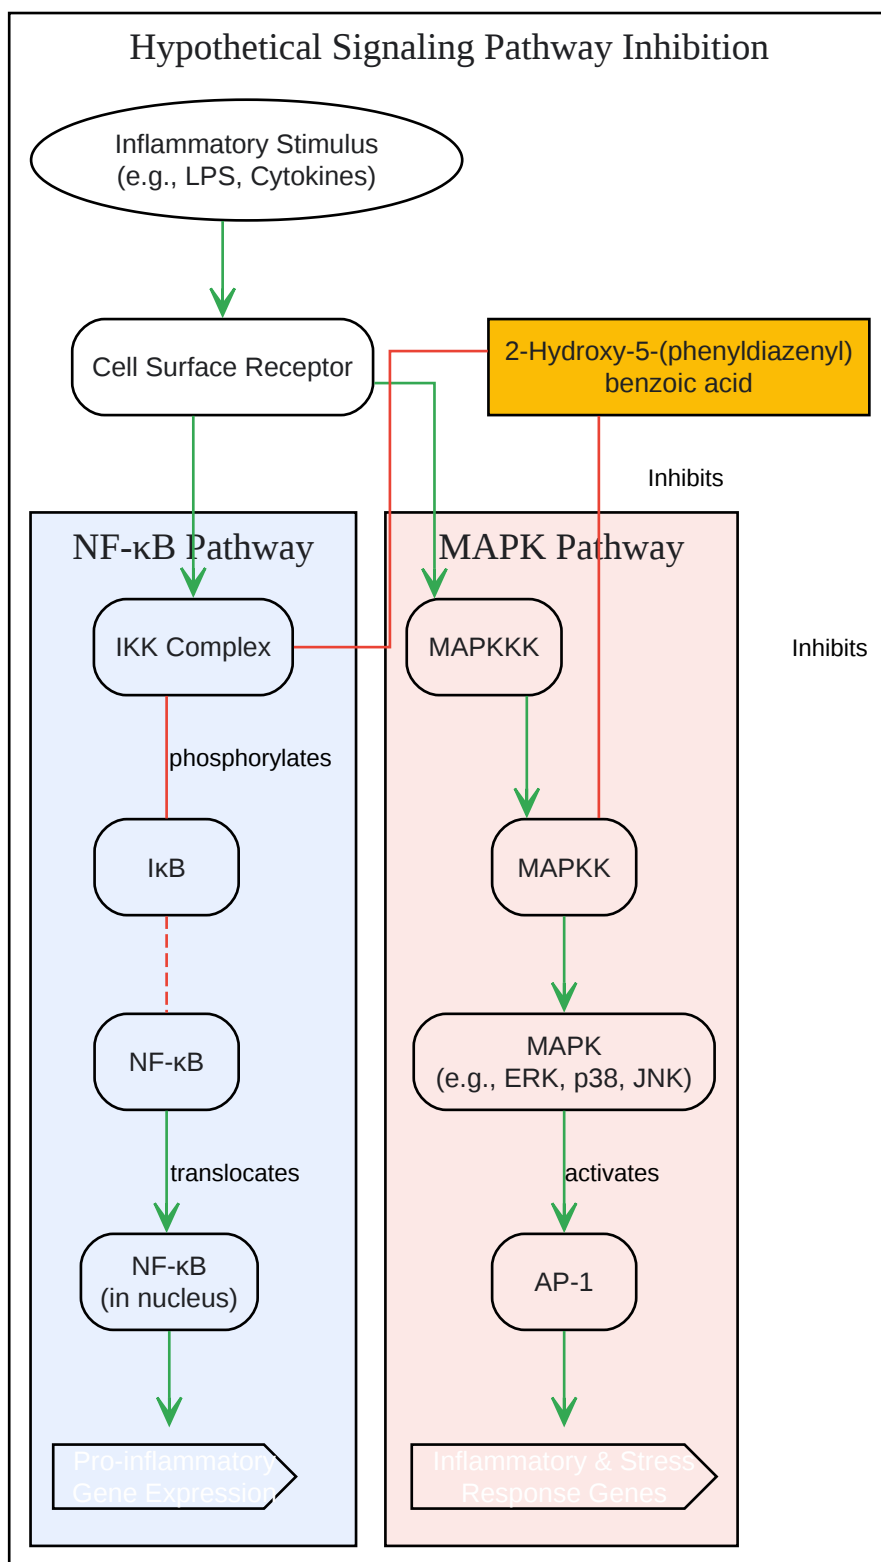 Hypothetical Signaling Pathway Inhibition
Inflammatory Stimulus
(e.g., LPS, Cytokines)
Cell Surface Receptor
2-Hydroxy-5-(phenyldiazenyl)
benzoic acid
Inhibits
NF-κB Pathway
MAPK Pathway
IKK Complex
MAPKKK
Inhibits
phosphorylates
IκB
MAPKK
NF-κB
MAPK
(e.g., ERK, p38, JNK)
translocates
activates
NF-κB
(in nucleus)
AP-1
Pro-inflammatory
Gene Expression
Inflammatory & Stress
Response Genes